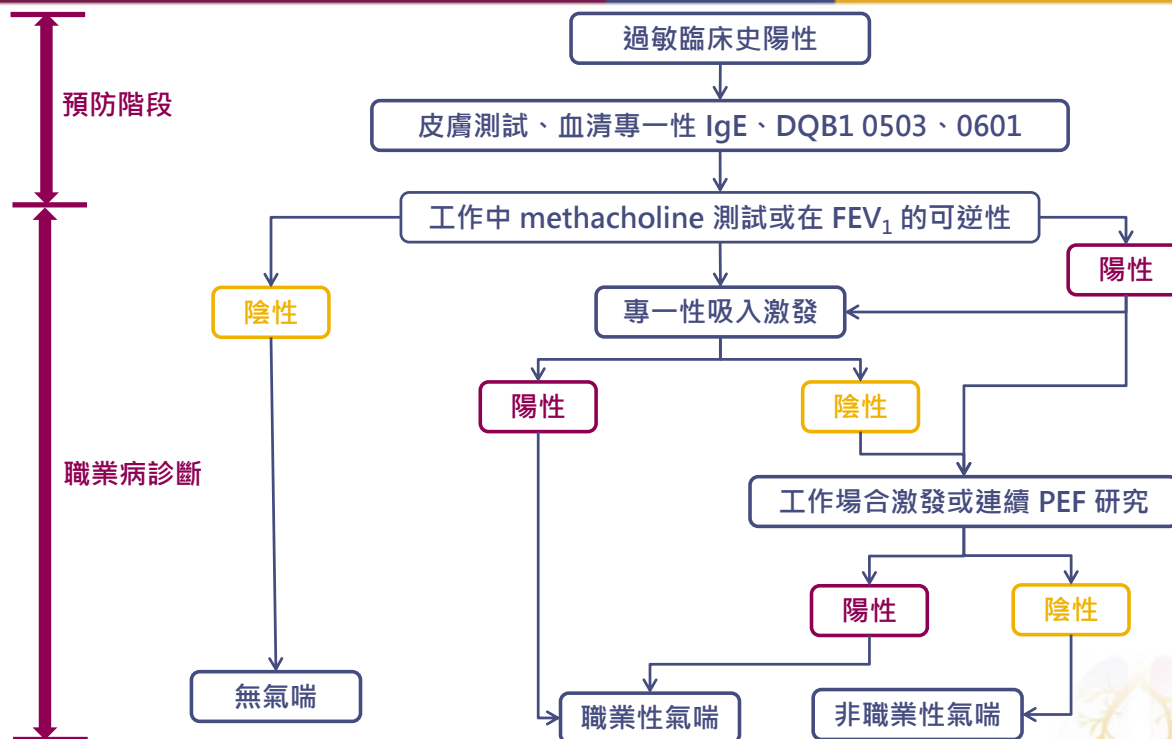 過敏臨床史陽性
預防階段
皮膚測試、血清專一性 IgE、DQB1 0503、0601
工作中 methacholine 測試或在 FEV₁ 的可逆性
陽性
陰性
專一性吸入激發
陽性
陰性
職業病診斷
工作場合激發或連續 PEF 研究
陽性
陰性
無氣喘
職業性氣喘
非職業性氣喘